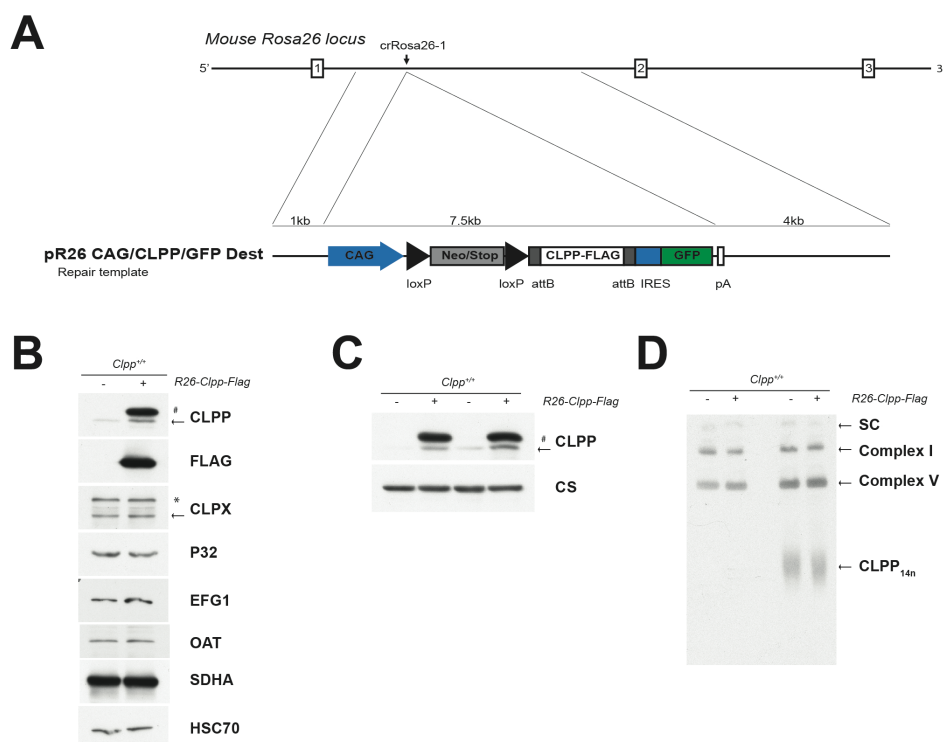 A
Mouse Rosa26 locus
crRosa26-1
5'
1
2
3
3
1kb
7.5kb
4kb
pR26 CAG/CLPP/GFP Dest
Repair template
CAG
Neo/Stop
CLPP-FLAG
GFP
loxP
loxP
attB
attB
IRES
pA
B
Clpp+/+
-
+
R26-Clpp-Flag
#
← CLPP
FLAG
*
← CLPX
P32
EFG1
OAT
SDHA
HSC70
C
Clpp+/+
-
+
-
+
R26-Clpp-Flag
#
← CLPP
CS
D
Clpp+/+
-
+
-
+
R26-Clpp-Flag
← SC
← Complex I
← Complex V
← CLPP14n